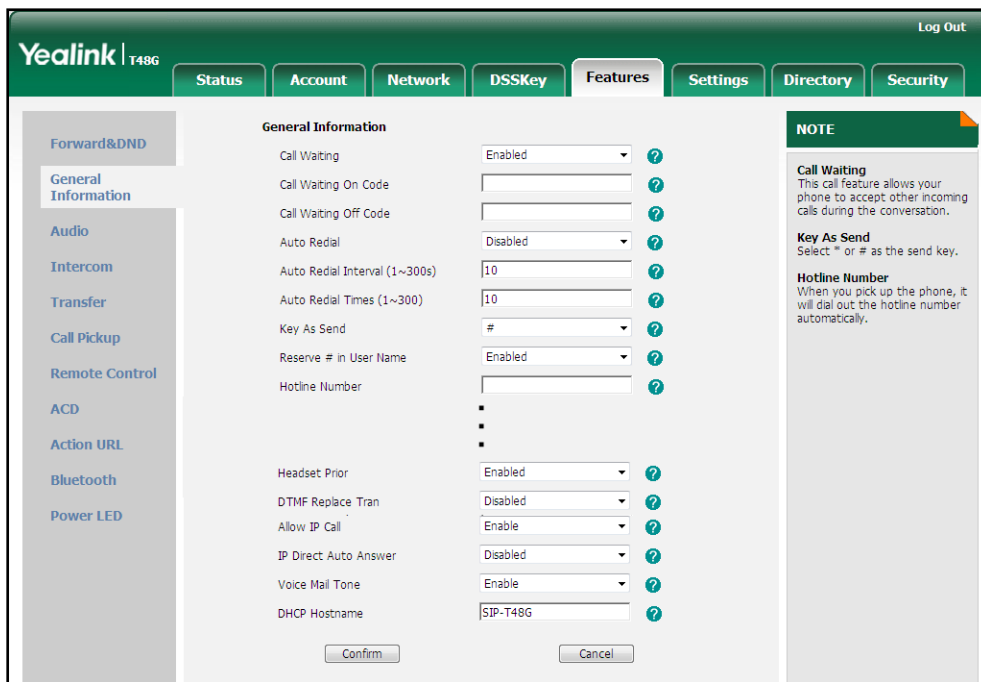 Log Out
Yealink | T48G
Status Account Network DSSKey Features Settings Directory Security
Forward&DND
General
Information
Audio
Intercom
Transfer
Call Pickup
Remote Control
ACD
Action URL
Bluetooth
Power LED
General Information
Call Waiting Enabled ?
Call Waiting On Code ?
Call Waiting Off Code ?
Auto Redial Disabled ?
Auto Redial Interval (1~300s) 10 ?
Auto Redial Times (1~300) 10 ?
Key As Send # ?
Reserve # in User Name Enabled ?
Hotline Number ?
Headset Prior Enabled ?
DTMF Replace Tran Disabled ?
Allow IP Call Enable ?
IP Direct Auto Answer Disabled ?
Voice Mail Tone Enable ?
DHCP Hostname SIP-T48G ?
Confirm Cancel
NOTE
Call Waiting
This call feature allows your
phone to accept other incoming
calls during the conversation.
Key As Send
Select * or # as the send key.
Hotline Number
When you pick up the phone, it
will dial out the hotline number
automatically.